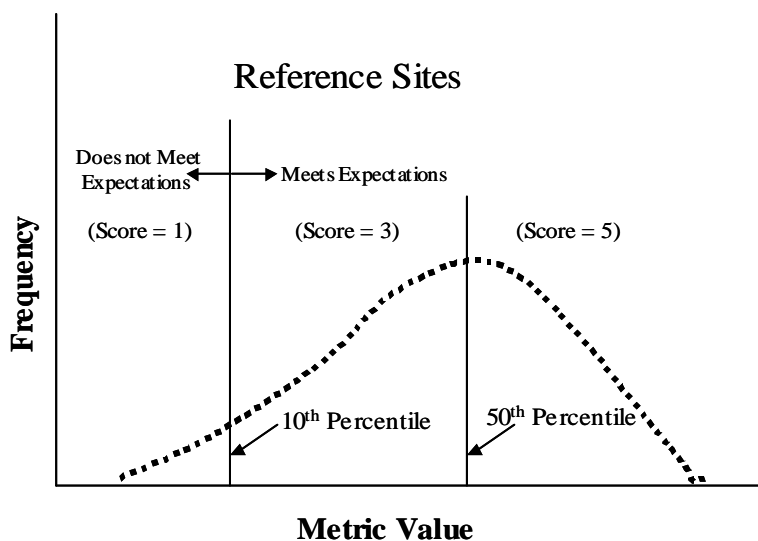 Reference Sites
Does not Meet
Expectations
Meets Expectations
(Score = 1)
(Score = 3)
(Score = 5)
Frequency
10th Percentile
50th Percentile
Metric Value